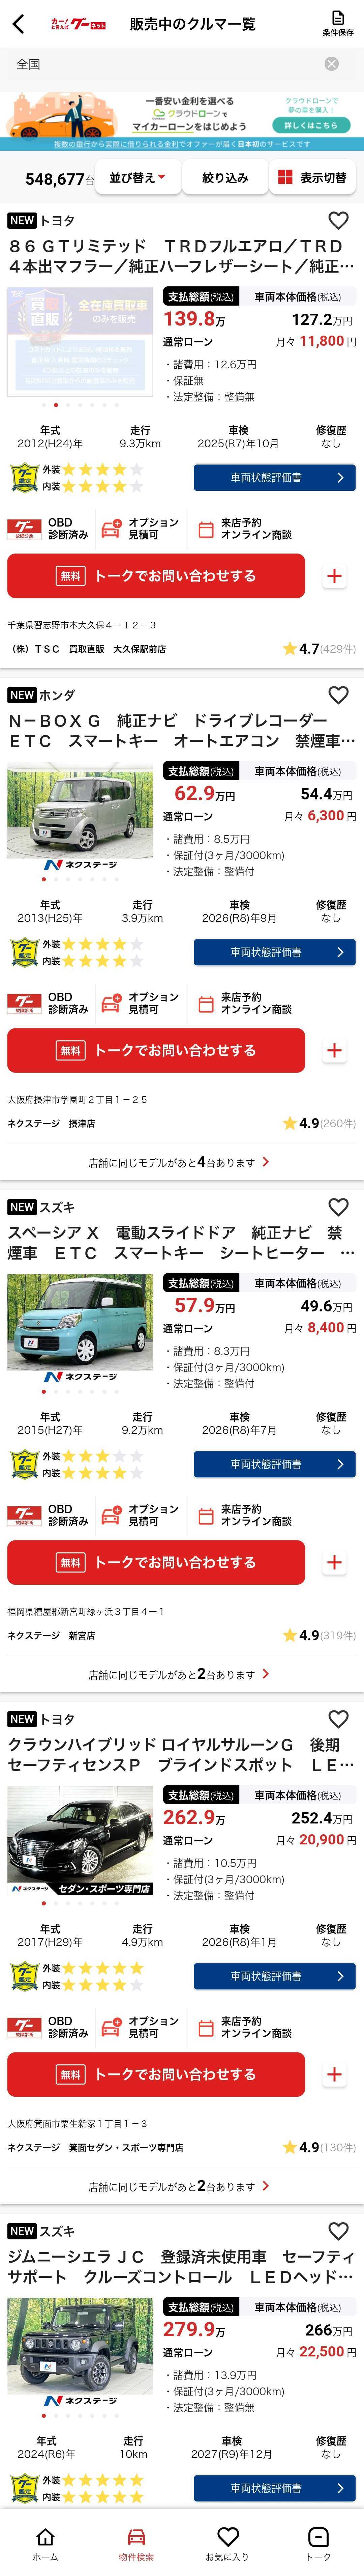 カー!と言えばグーネット
販売中のクルマ一覧
条件保存
全国
一番安い金利を選べる
クラウドローンで
マイカーローンをはじめよう
クラウドローンで
夢の車を購入！
詳しくはこちら
複数の銀行から実際に借りられる金利でオファーが届く日本初のサービスです
548,677台
並び替え
絞り込み
表示切替
NEW トヨタ
８６ ＧＴリミテッド　ＴＲＤフルエアロ／ＴＲＤ
４本出マフラー／純正ハーフレザーシート／純正…
買取直販
全在庫買取車
のみを販売
支払総額(税込)
車両本体価格(税込)
139.8万
127.2万円
通常ローン
月々 11,800 円
・諸費用：12.6万円
・保証無
・法定整備：整備無
年式
走行
車検
修復歴
2012(H24)年
9.3万km
2025(R7)年10月
なし
グー鑑定
外装
内装
車両状態評価書
グー
故障診断
OBD
診断済み
オプション
見積可
来店予約
オンライン商談
無料 トークでお問い合わせする
千葉県習志野市本大久保４－１２－３
（株）ＴＳＣ　買取直販　大久保駅前店
4.7(429件)
NEW ホンダ
Ｎ－ＢＯＸ Ｇ　純正ナビ　ドライブレコーダー
ＥＴＣ　スマートキー　オートエアコン　禁煙車…
ネクステージ
支払総額(税込)
車両本体価格(税込)
62.9万円
54.4万円
通常ローン
月々 6,300 円
・諸費用：8.5万円
・保証付(3ヶ月/3000km)
・法定整備：整備付
年式
走行
車検
修復歴
2013(H25)年
3.9万km
2026(R8)年9月
なし
グー鑑定
外装
内装
車両状態評価書
グー
故障診断
OBD
診断済み
オプション
見積可
来店予約
オンライン商談
無料 トークでお問い合わせする
大阪府摂津市学園町２丁目１－２５
ネクステージ　摂津店
4.9(260件)
店舗に同じモデルがあと4台あります
NEW スズキ
スペーシア Ｘ　電動スライドドア　純正ナビ　禁
煙車　ＥＴＣ　スマートキー　シートヒーター　…
ネクステージ
支払総額(税込)
車両本体価格(税込)
57.9万円
49.6万円
通常ローン
月々 8,400 円
・諸費用：8.3万円
・保証付(3ヶ月/3000km)
・法定整備：整備付
年式
走行
車検
修復歴
2015(H27)年
9.2万km
2026(R8)年7月
なし
グー鑑定
外装
内装
車両状態評価書
グー
故障診断
OBD
診断済み
オプション
見積可
来店予約
オンライン商談
無料 トークでお問い合わせする
福岡県糟屋郡新宮町緑ヶ浜３丁目４ー１
ネクステージ　新宮店
4.9(319件)
店舗に同じモデルがあと2台あります
NEW トヨタ
クラウンハイブリッド ロイヤルサルーンＧ　後期
セーフティセンスＰ　ブラインドスポット　ＬＥ…
ネクステージ セダン・スポーツ専門店
支払総額(税込)
車両本体価格(税込)
262.9万
252.4万円
通常ローン
月々 20,900 円
・諸費用：10.5万円
・保証付(3ヶ月/3000km)
・法定整備：整備付
年式
走行
車検
修復歴
2017(H29)年
4.9万km
2026(R8)年1月
なし
グー鑑定
外装
内装
車両状態評価書
グー
故障診断
OBD
診断済み
オプション
見積可
来店予約
オンライン商談
無料 トークでお問い合わせする
大阪府箕面市粟生新家１丁目１－３
ネクステージ　箕面セダン・スポーツ専門店
4.9(130件)
店舗に同じモデルがあと2台あります
NEW スズキ
ジムニーシエラ ＪＣ　登録済未使用車　セーフティ
サポート　クルーズコントロール　ＬＥＤヘッド…
ネクステージ
支払総額(税込)
車両本体価格(税込)
279.9万
266万円
通常ローン
月々 22,500 円
・諸費用：13.9万円
・保証付(3ヶ月/3000km)
・法定整備：整備無
年式
走行
車検
修復歴
2024(R6)年
10km
2027(R9)年12月
なし
グー鑑定
外装
内装
車両状態評価書
ホーム
物件検索
お気に入り
トーク